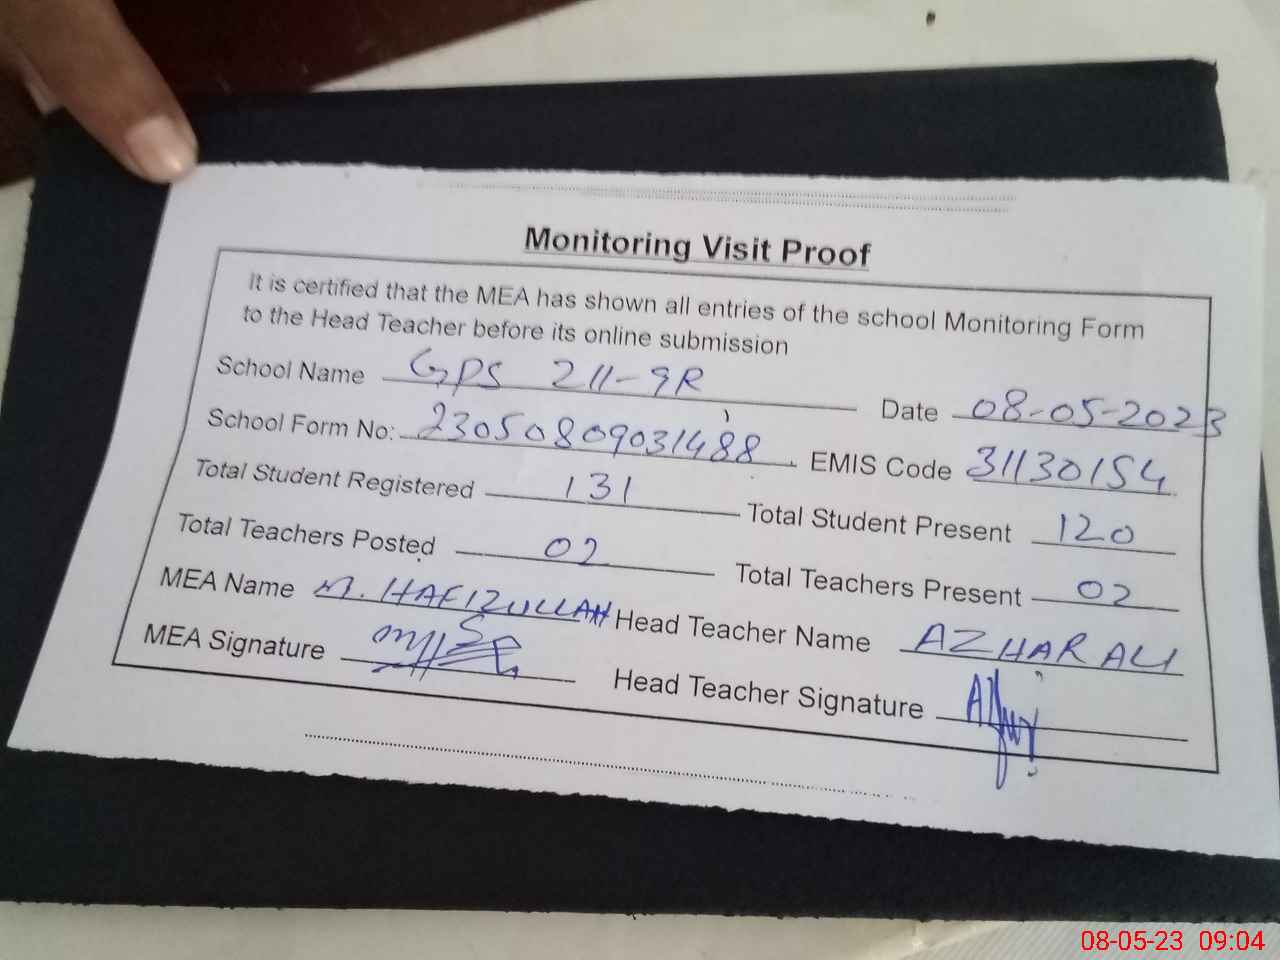 Monitoring Visit Proof
It is certified that the MEA has shown all entries of the school Monitoring Form
to the Head Teacher before its online submission
School Name GPS 211-9R Date 08-05-2023
School Form No: 23050809031488 EMIS Code 31130154
Total Student Registered 131 Total Student Present 120
Total Teachers Posted 02 Total Teachers Present 02
MEA Name M. HAFIZULLAH Head Teacher Name AZHAR ALI
MEA Signature Head Teacher Signature
08-05-23 09:04